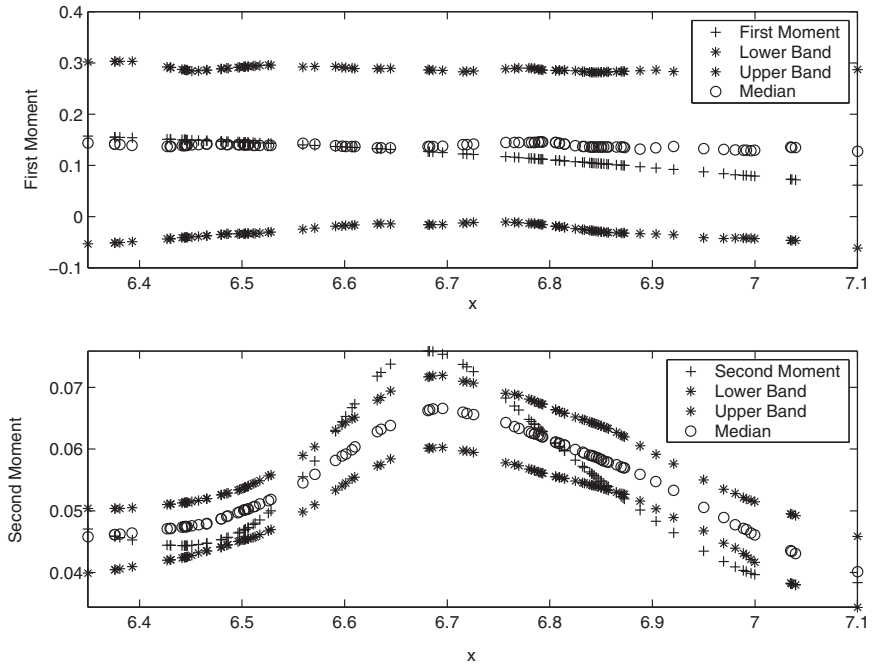 0.4
0.3
0.2
0.1
0
−0.1
First Moment
6.4 6.5 6.6 6.7 6.8 6.9 7 7.1
x
First Moment
Lower Band
Upper Band
Median
0.07
0.06
0.05
0.04
Second Moment
6.4 6.5 6.6 6.7 6.8 6.9 7 7.1
x
Second Moment
Lower Band
Upper Band
Median